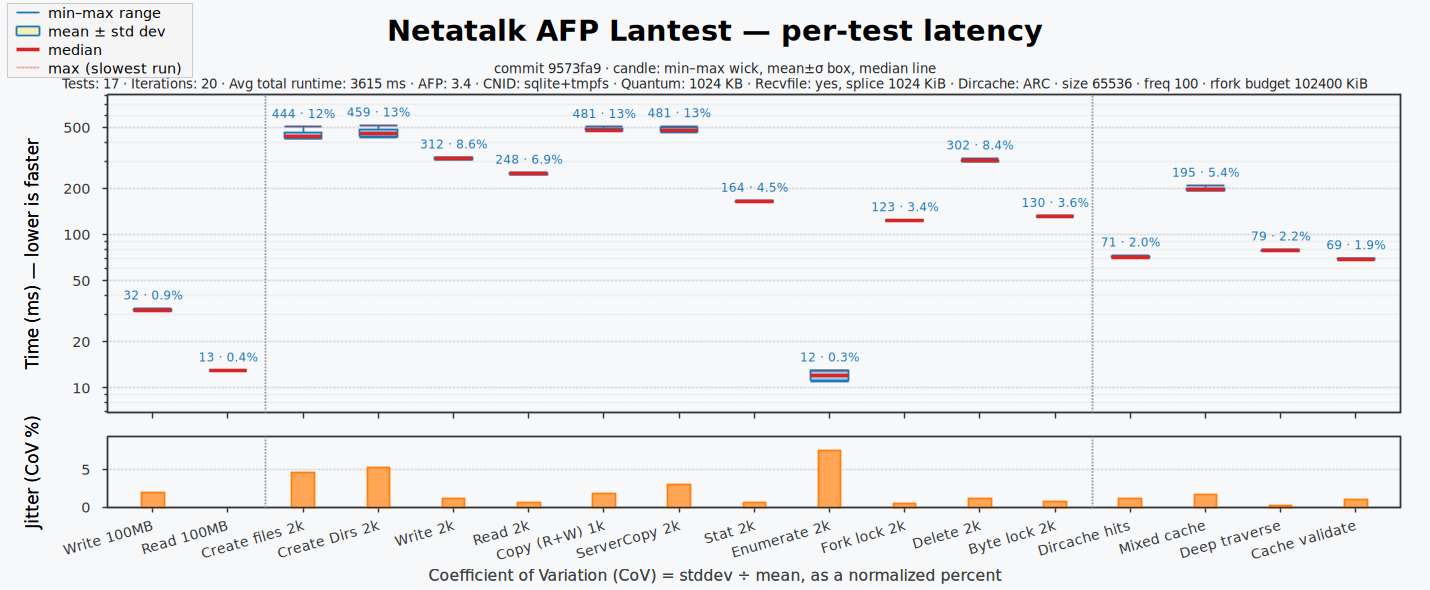 min–max range
mean ± std dev
median
max (slowest run)
Netatalk AFP Lantest — per-test latency
commit 9573fa9 · candle: min–max wick, mean±σ box, median line
Tests: 17 · Iterations: 20 · Avg total runtime: 3615 ms · AFP: 3.4 · CNID: sqlite+tmpfs · Quantum: 1024 KB · Recvfile: yes, splice 1024 KiB · Dircache: ARC · size 65536 · freq 100 · rfork budget 102400 KiB
Time (ms) — lower is faster
500
200
100
50
20
10
32 · 0.9%
13 · 0.4%
444 · 12%
459 · 13%
312 · 8.6%
248 · 6.9%
481 · 13%
481 · 13%
164 · 4.5%
12 · 0.3%
123 · 3.4%
302 · 8.4%
130 · 3.6%
71 · 2.0%
195 · 5.4%
79 · 2.2%
69 · 1.9%
Jitter (CoV %)
5
0
Write 100MB
Read 100MB
Create files 2k
Create Dirs 2k
Write 2k
Read 2k
Copy (R+W) 1k
ServerCopy 2k
Stat 2k
Enumerate 2k
Fork lock 2k
Delete 2k
Byte lock 2k
Dircache hits
Mixed cache
Deep traverse
Cache validate
Coefficient of Variation (CoV) = stddev ÷ mean, as a normalized percent